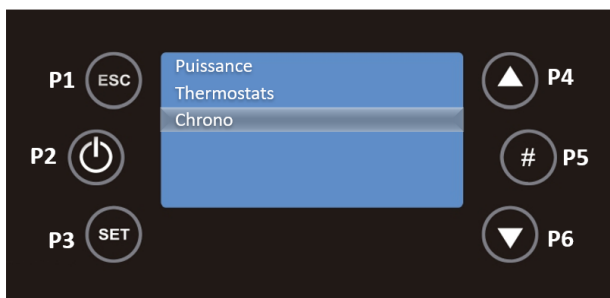 P1 ESC
P2
P3 SET
Puissance
Thermostats
Chrono
P4
# P5
P6